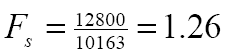 F_s = 12800/10163 = 1.26